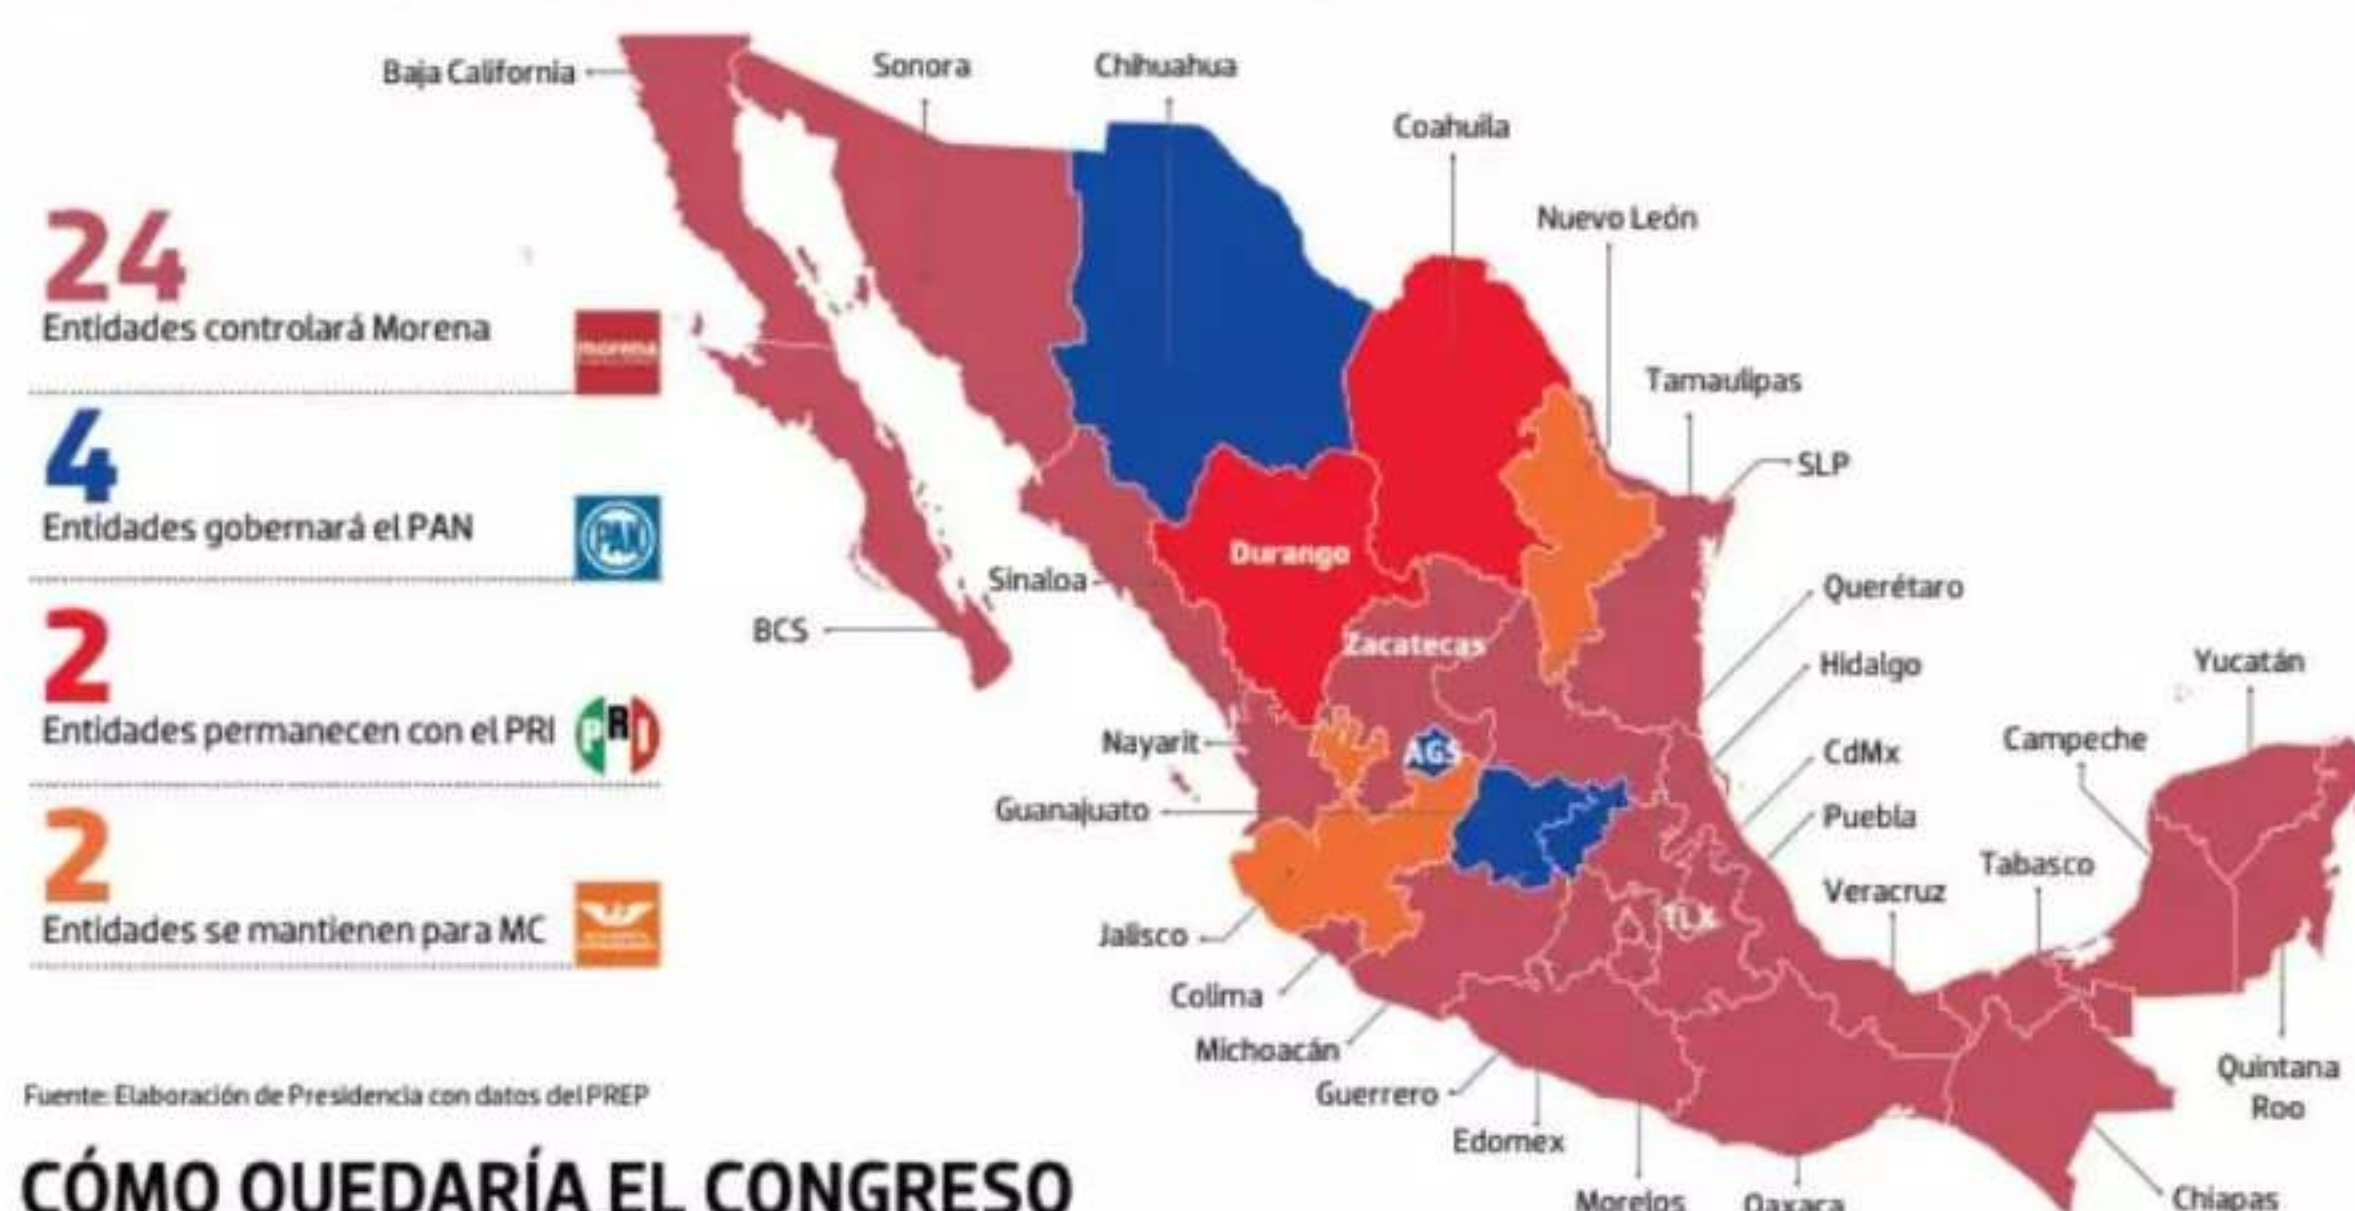 Baja California
Sonora
Chihuahua
Coahuila
Nuevo León
Tamaulipas
SLP
24
Entidades controlará Morena
morena
4
Entidades gobernará el PAN
PAN
2
Entidades permanecen con el PRI
PRI
2
Entidades se mantienen para MC
Durango
Sinaloa
Zacatecas
BCS
Querétaro
Hidalgo
Yucatán
Nayarit
AGS
CdMx
Campeche
Guanajuato
Puebla
Tabasco
Veracruz
TLX
Jalisco
Colima
Michoacán
Guerrero
Edomex
Morelos
Oaxaca
Quintana
Roo
Chiapas
Fuente: Elaboración de Presidencia con datos del PREP
CÓMO QUEDARÍA EL CONGRESO